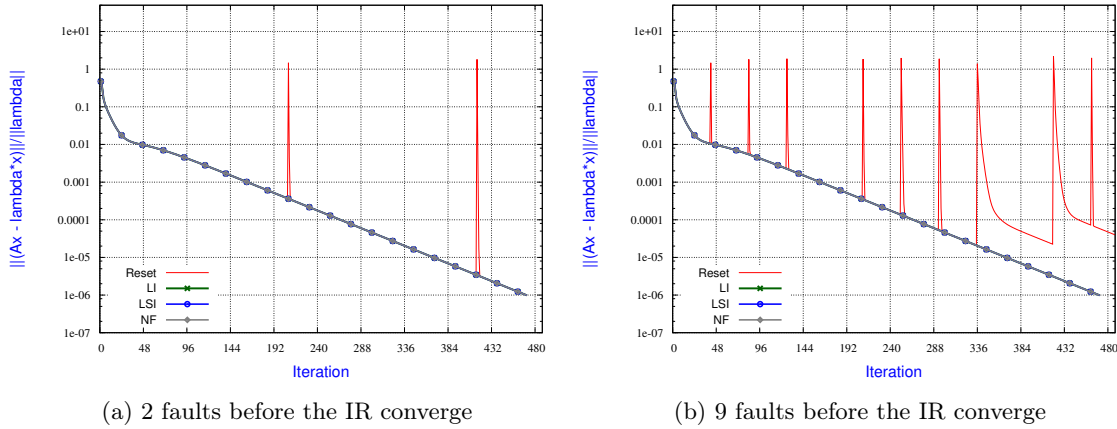 ||(Ax - lambda*x)||/||lambda||
1e+01
1
0.1
0.01
0.001
0.0001
1e-05
1e-06
1e-07
Reset
LI
LSI
NF
0 48 96 144 192 240 288 336 384 432 480
Iteration
(a) 2 faults before the IR converge
||(Ax - lambda*x)||/||lambda||
1e+01
1
0.1
0.01
0.001
0.0001
1e-05
1e-06
1e-07
Reset
LI
LSI
NF
0 48 96 144 192 240 288 336 384 432 480
Iteration
(b) 9 faults before the IR converge